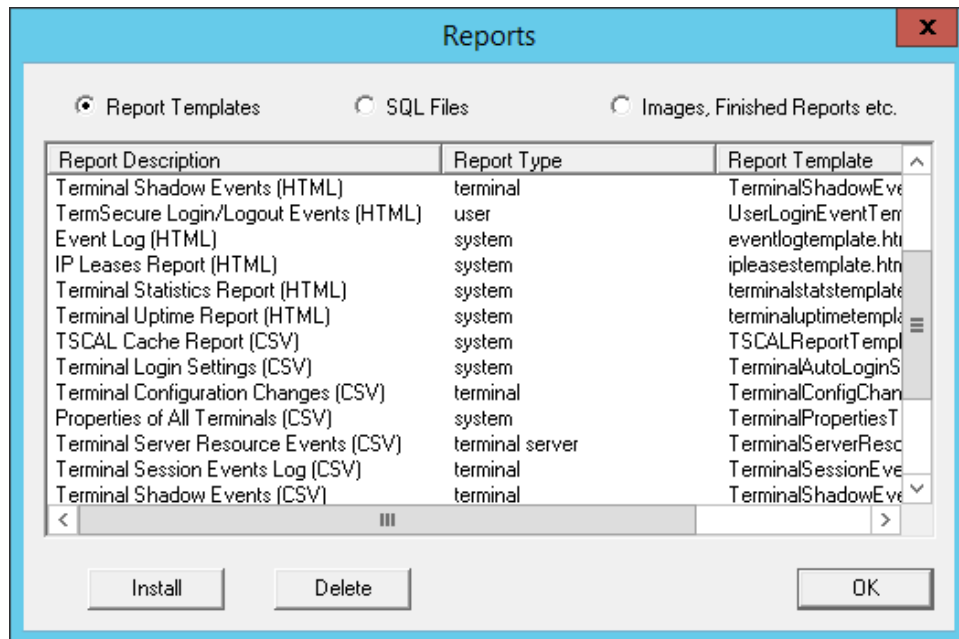 Reports
x
Report Templates SQL Files Images, Finished Reports etc.
Report Description Report Type Report Template
Terminal Shadow Events (HTML) terminal TerminalShadowEve
TermSecure Login/Logout Events (HTML) user UserLoginEventTem
Event Log (HTML) system eventlogtemplate.htr
IP Leases Report (HTML) system ipleasestemplate.htn
Terminal Statistics Report (HTML) system terminalstatstemplate
Terminal Uptime Report (HTML) system terminaluptimetempla
TSCAL Cache Report (CSV) system TSCALReportTempl
Terminal Login Settings (CSV) system TerminalAutoLoginS
Terminal Configuration Changes (CSV) terminal TerminalConfigChan
Properties of All Terminals (CSV) system TerminalPropertiesT
Terminal Server Resource Events (CSV) terminal server TerminalServerResc
Terminal Session Events Log (CSV) terminal TerminalSessionEve
Terminal Shadow Events (CSV) terminal TerminalShadowEve
Install Delete OK